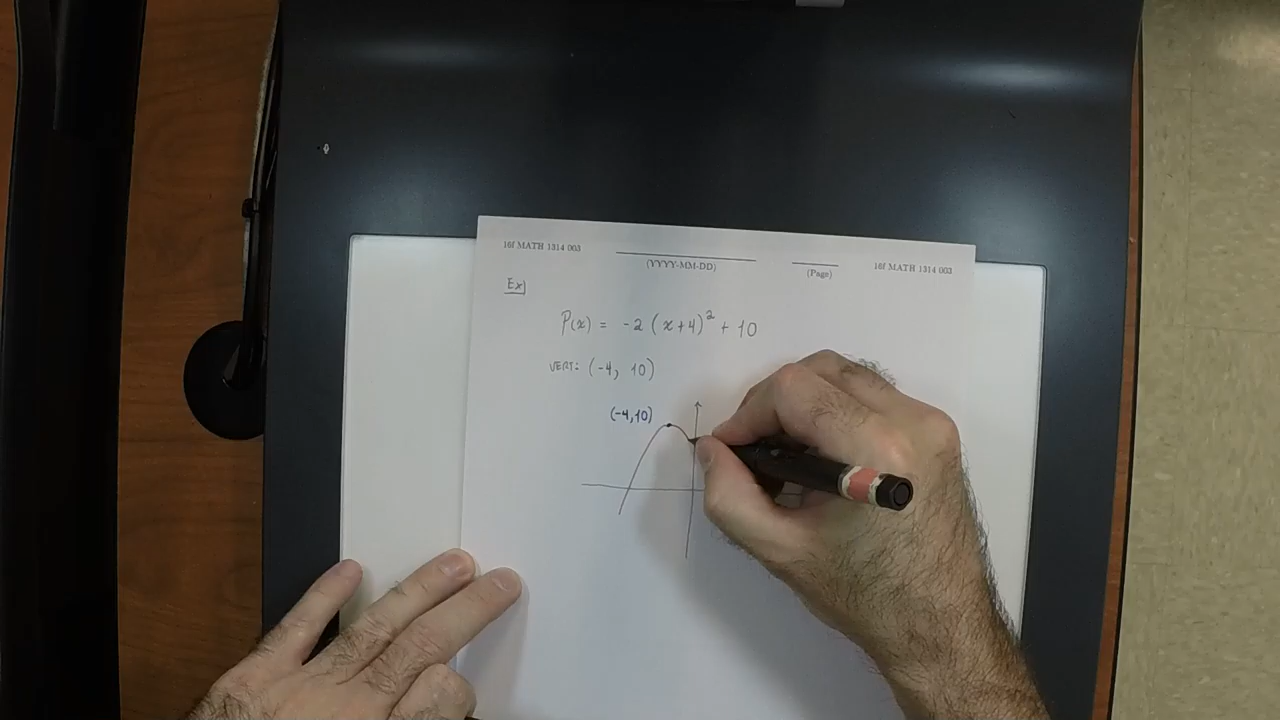 16f MATH 1314 003
(YYYY-MM-DD)
(Page)
16f MATH 1314 003
Ex)
P(x) = -2 (x+4)² + 10
VERT: (-4, 10)
(-4,10)